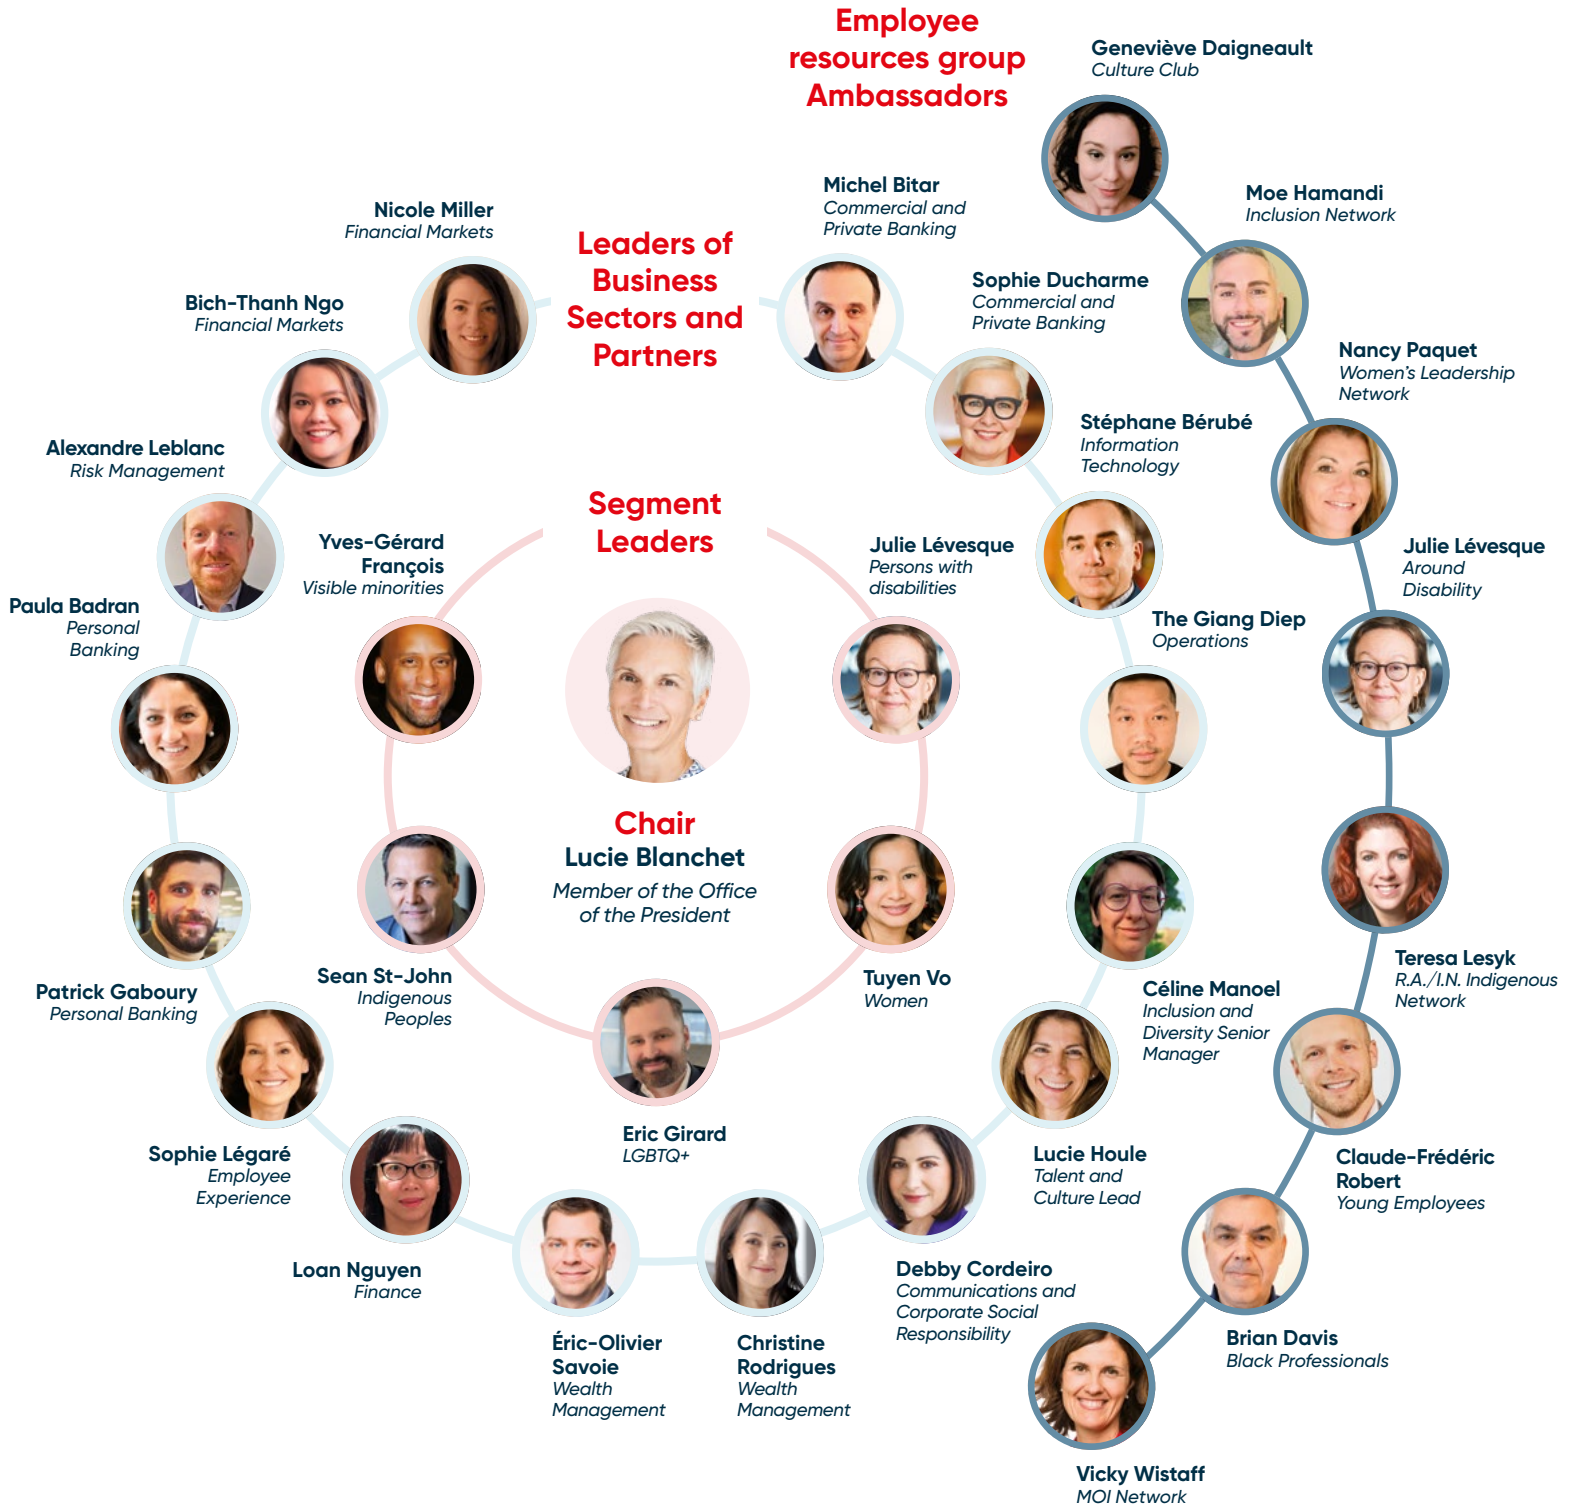 Employee
resources group
Ambassadors
Geneviève Daigneault
Culture Club
Moe Hamandi
Inclusion Network
Nancy Paquet
Women's Leadership
Network
Julie Lévesque
Around
Disability
Teresa Lesyk
R.A./I.N. Indigenous
Network
Claude-Frédéric
Robert
Young Employees
Brian Davis
Black Professionals
Vicky Wistaff
MOI Network
Leaders of
Business
Sectors and
Partners
Michel Bitar
Commercial and
Private Banking
Sophie Ducharme
Commercial and
Private Banking
Stéphane Bérubé
Information
Technology
The Giang Diep
Operations
Céline Manoel
Inclusion and
Diversity Senior
Manager
Lucie Houle
Talent and
Culture Lead
Debby Cordeiro
Communications and
Corporate Social
Responsibility
Christine
Rodrigues
Wealth
Management
Éric-Olivier
Savoie
Wealth
Management
Loan Nguyen
Finance
Sophie Légaré
Employee
Experience
Patrick Gaboury
Personal Banking
Paula Badran
Personal
Banking
Alexandre Leblanc
Risk Management
Bich-Thanh Ngo
Financial Markets
Nicole Miller
Financial Markets
Segment
Leaders
Julie Lévesque
Persons with
disabilities
Tuyen Vo
Women
Eric Girard
LGBTQ+
Sean St-John
Indigenous
Peoples
Yves-Gérard
François
Visible minorities
Chair
Lucie Blanchet
Member of the Office
of the President